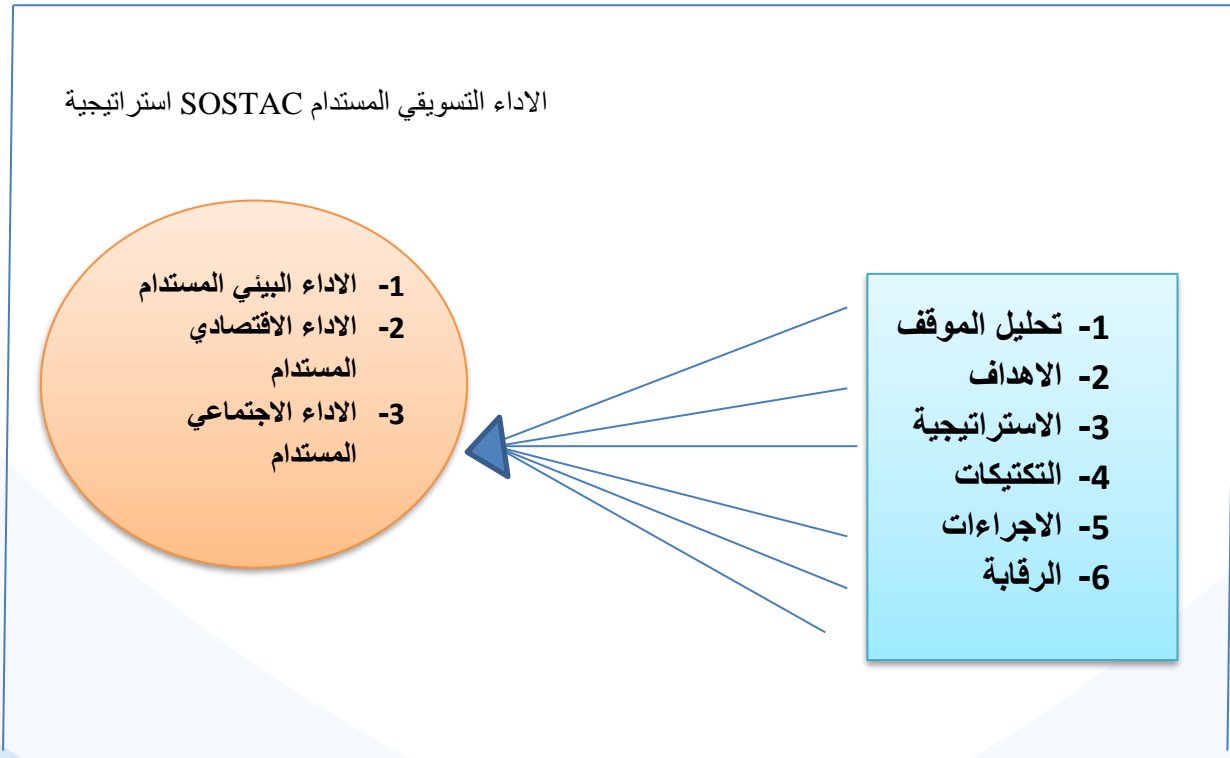 الاداء التسويقي المستدام SOSTAC استراتيجية
1- تحليل الموقف
2- الاهداف
3- الاستراتيجية
4- التكتيكات
5- الاجراءات
6- الرقابة
1- الاداء البيئي المستدام
2- الاداء الاقتصادي
المستدام
3- الاداء الاجتماعي
المستدام